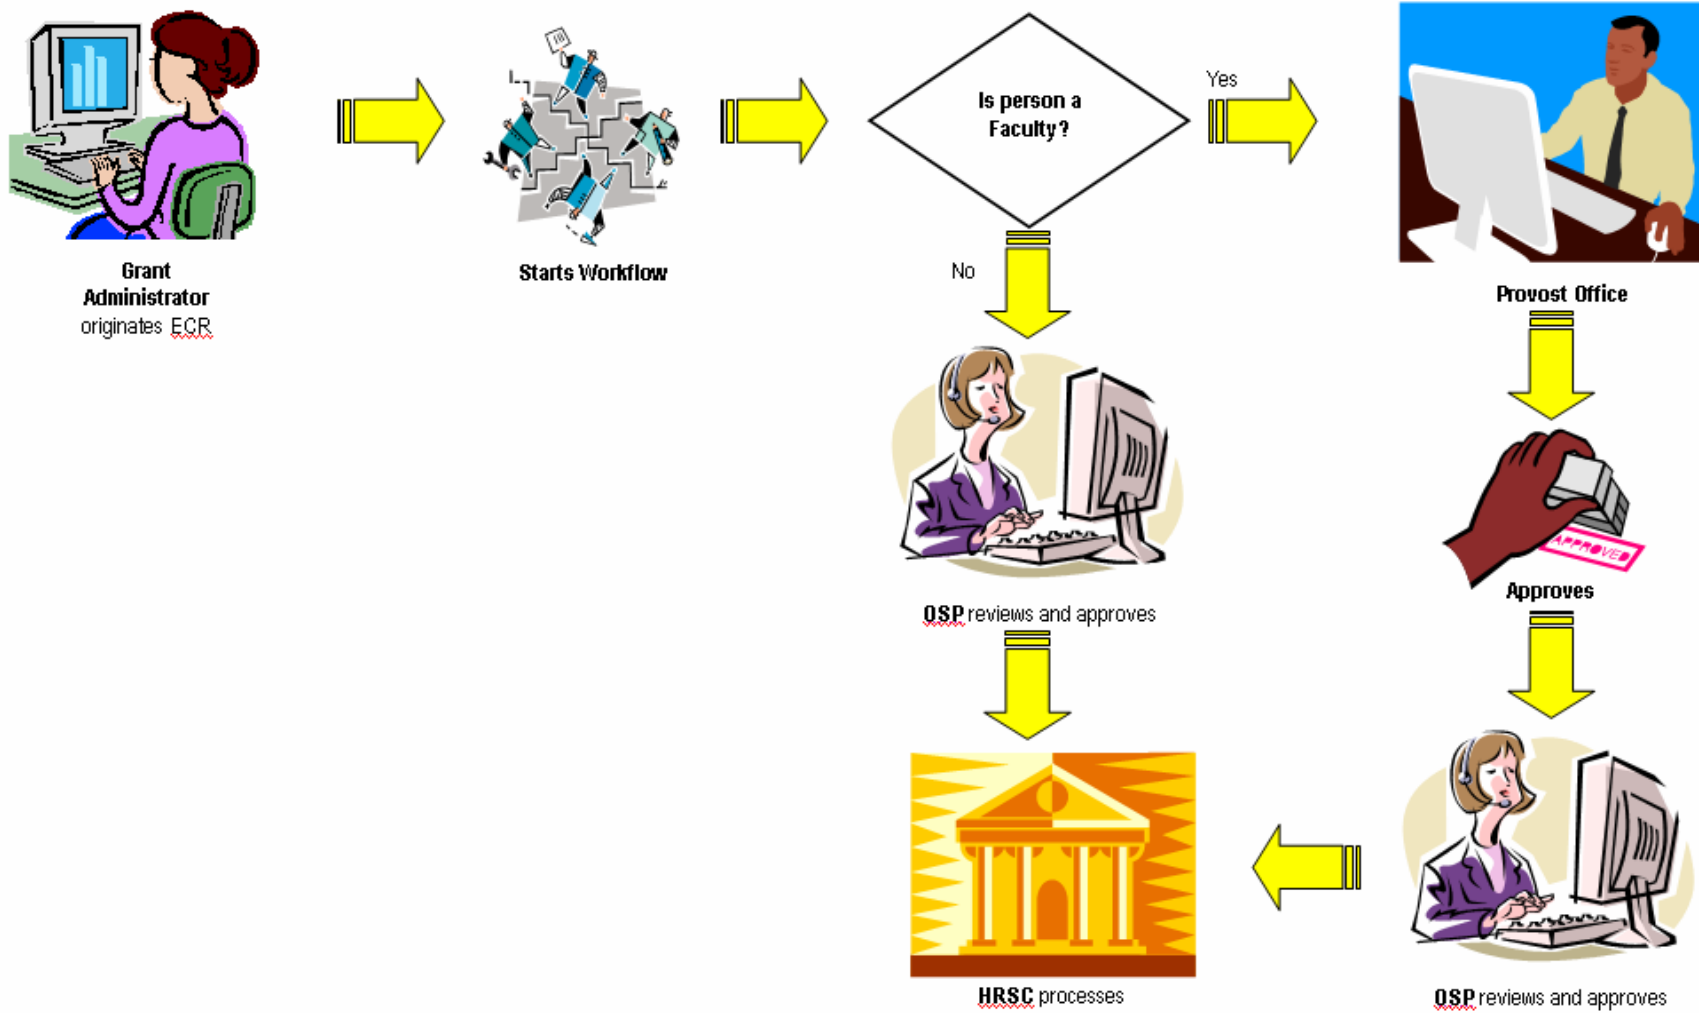 Grant
Administrator
originates ECR
Starts Workflow
Is person a
Faculty?
Yes
No
Provost Office
APPROVED
Approves
OSP reviews and approves
HRSC processes
OSP reviews and approves